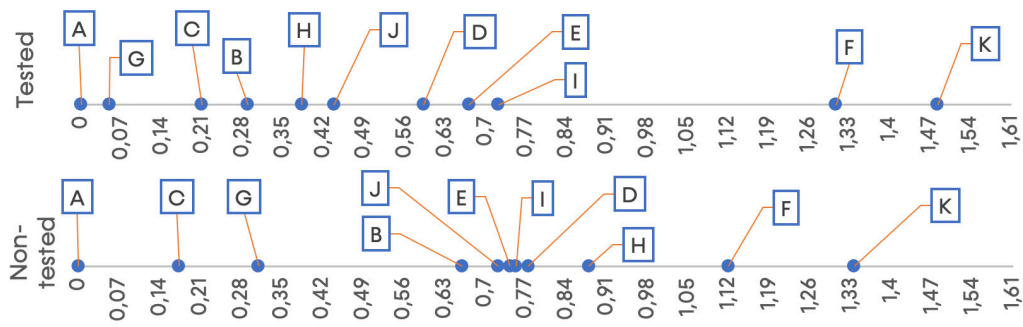 Tested
A
G
C
B
H
J
D
E
I
F
K
0 0,07 0,14 0,21 0,28 0,35 0,42 0,49 0,56 0,63 0,7 0,77 0,84 0,91 0,98 1,05 1,12 1,19 1,26 1,33 1,4 1,47 1,54 1,61
Non-
tested
A
C
G
J
B
E
I
D
H
F
K
0 0,07 0,14 0,21 0,28 0,35 0,42 0,49 0,56 0,63 0,7 0,77 0,84 0,91 0,98 1,05 1,12 1,19 1,26 1,33 1,4 1,47 1,54 1,61